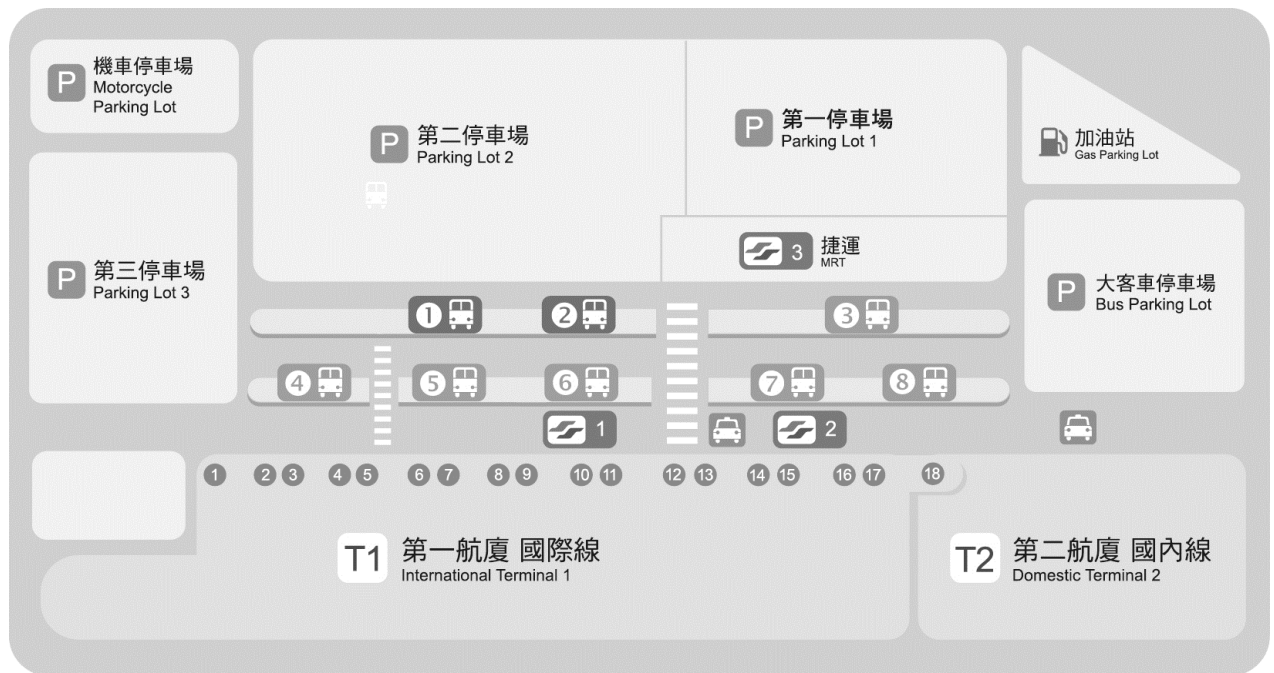 P 機車停車場
Motorcycle
Parking Lot
P 第二停車場
Parking Lot 2
P 第一停車場
Parking Lot 1
加油站
Gas Parking Lot
3 捷運
MRT
P 第三停車場
Parking Lot 3
P 大客車停車場
Bus Parking Lot
1 2 3
4 5 6 7 8
1 2
1 2 3 4 5 6 7 8 9 10 11 12 13 14 15 16 17 18
T1 第一航廈 國際線
International Terminal 1
T2 第二航廈 國內線
Domestic Terminal 2